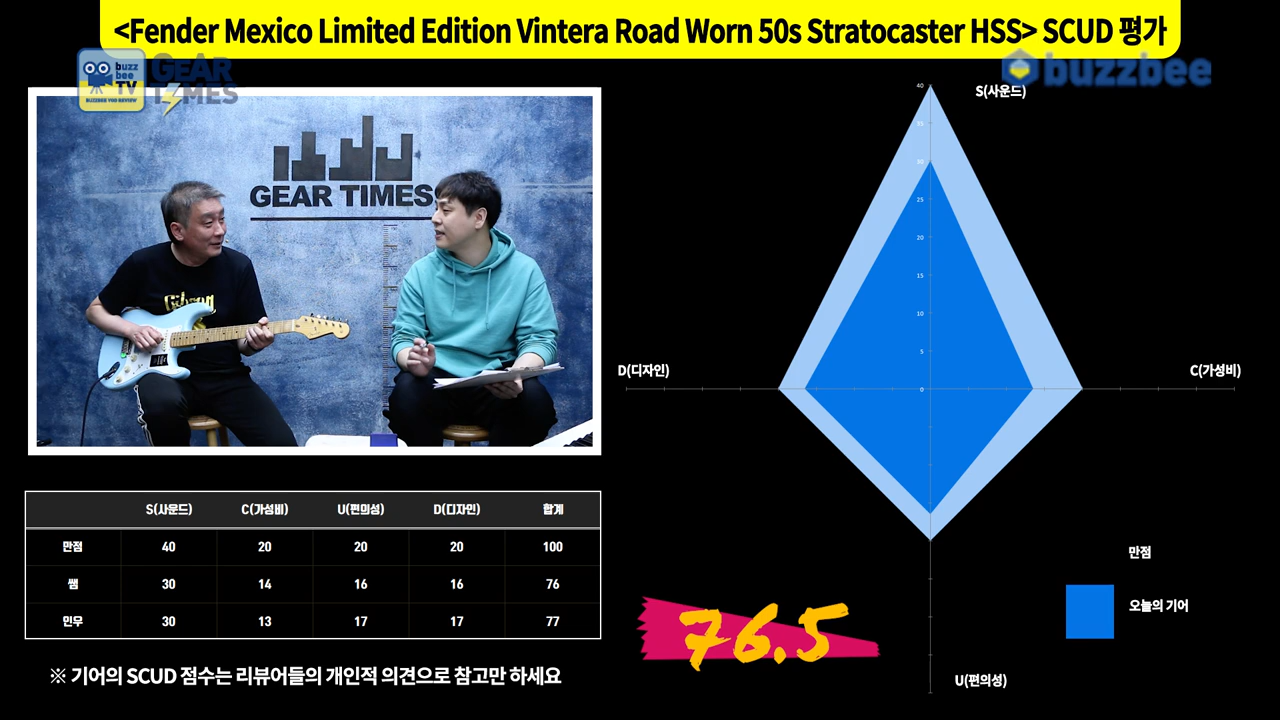 <Fender Mexico Limited Edition Vintera Road Worn 50s Stratocaster HSS> SCUD 평가
buzz
bee
TV
BUZZBEE YOU REVIEW
GEAR
TIMES
buzzbee
GEAR TIMES
Gibson
S(사운드)
40
35
30
25
20
15
10
5
0
D(디자인)
C(가성비)
U(편의성)
만점
오늘의 기어
S(사운드) C(가성비) U(편의성) D(디자인) 합계
만점 40 20 20 20 100
쌤 30 14 16 16 76
민우 30 13 17 17 77
76.5
※ 기어의 SCUD 점수는 리뷰어들의 개인적 의견으로 참고만 하세요